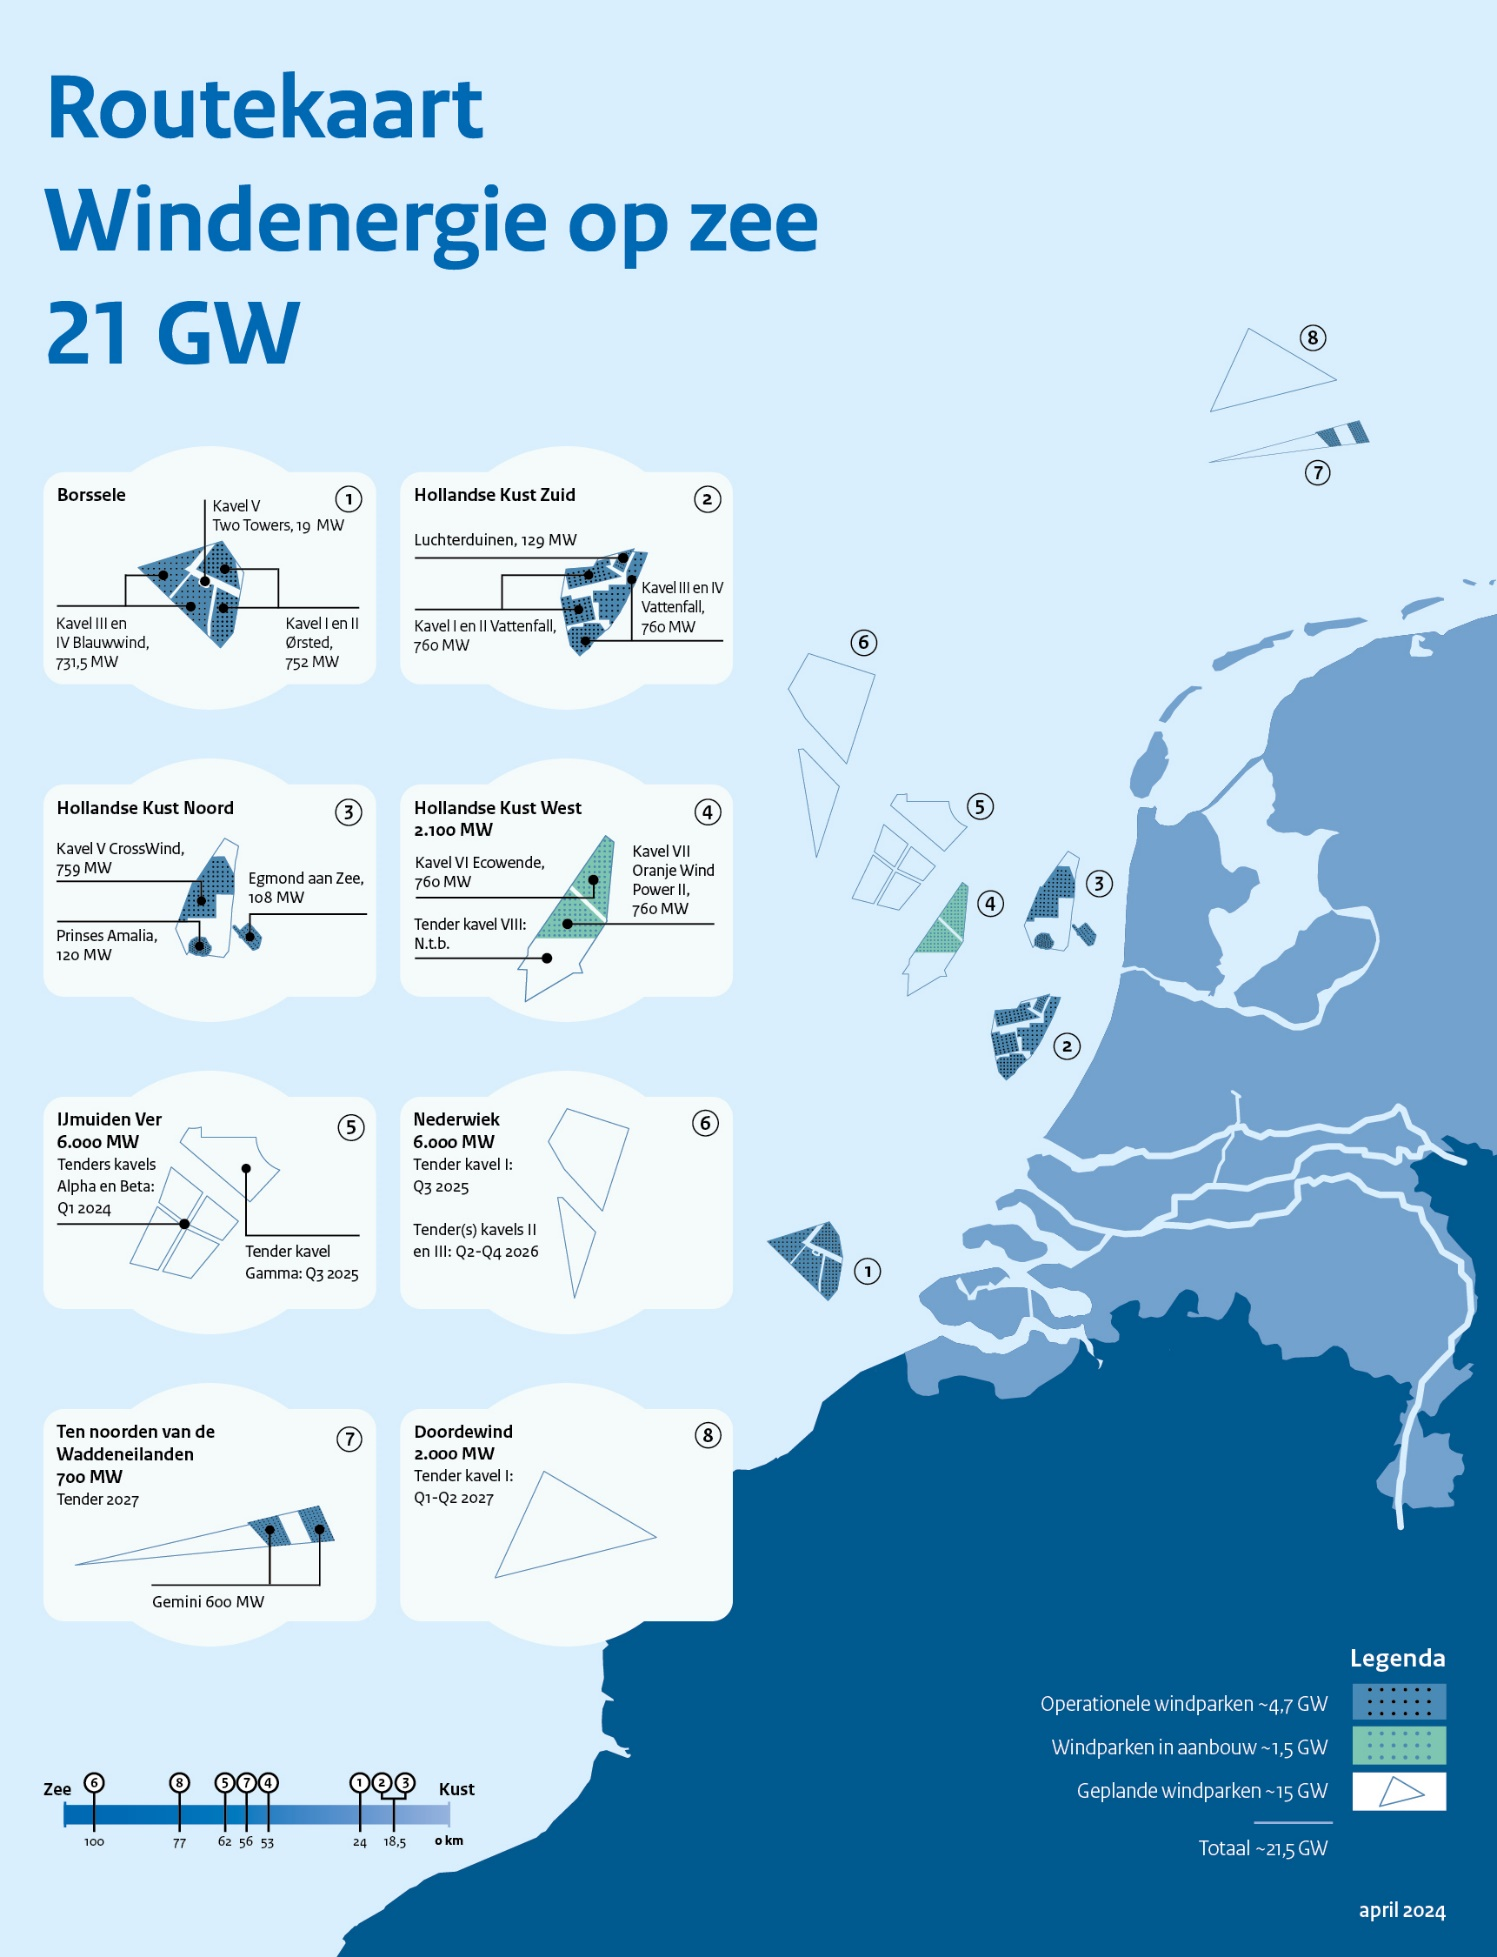 Routekaart
Windenergie op zee
21 GW
Borssele
1
Kavel V
Two Towers, 19 MW
Kavel III en
IV Blauwwind,
731,5 MW
Kavel I en II
Ørsted,
752 MW
Hollandse Kust Zuid
2
Luchterduinen, 129 MW
Kavel I en II Vattenfall,
760 MW
Kavel III en IV
Vattenfall,
760 MW
Hollandse Kust Noord
3
Kavel V CrossWind,
759 MW
Egmond aan Zee,
108 MW
Prinses Amalia,
120 MW
Hollandse Kust West
2.100 MW
4
Kavel VI Ecowende,
760 MW
Kavel VII
Oranje Wind
Power II,
760 MW
Tender kavel VIII:
N.t.b.
IJmuiden Ver
6.000 MW
5
Tenders kavels
Alpha en Beta:
Q1 2024
Tender kavel
Gamma: Q3 2025
Nederwiek
6.000 MW
6
Tender kavel I:
Q3 2025
Tender(s) kavels II
en III: Q2-Q4 2026
Ten noorden van de
Waddeneilanden
700 MW
7
Tender 2027
Gemini 600 MW
Doordewind
2.000 MW
8
Tender kavel I:
Q1-Q2 2027
8
7
6
5
4
3
2
1
Zee 6 8 5 7 4 1 2 3 Kust
100 77 62 56 53 24 18,5 0 km
Legenda
Operationele windparken ~4,7 GW
Windparken in aanbouw ~1,5 GW
Geplande windparken ~15 GW
Totaal ~21,5 GW
april 2024